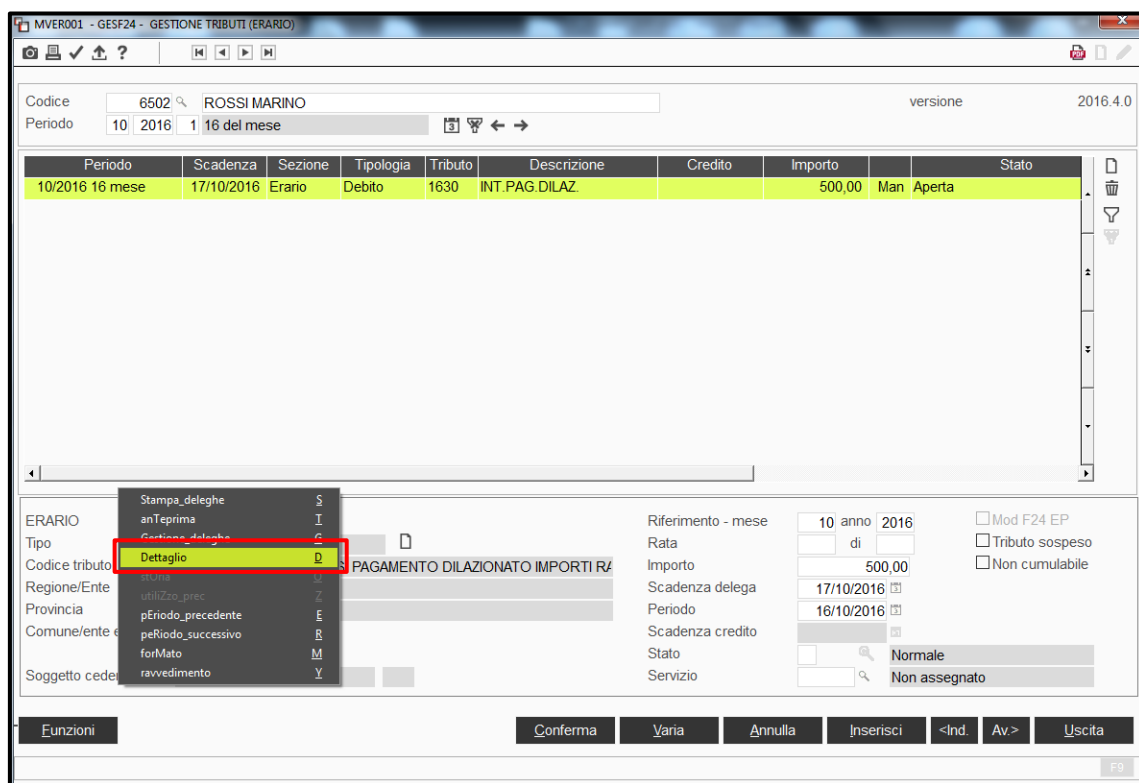 MVER001 - GESF24 - GESTIONE TRIBUTI (ERARIO)
Codice 6502 ROSSI MARINO versione 2016.4.0
Periodo 10 2016 1 16 del mese
Periodo Scadenza Sezione Tipologia Tributo Descrizione Credito Importo Stato
10/2016 16 mese 17/10/2016 Erario Debito 1630 INT.PAG.DILAZ. 500,00 Man Aperta
Stampa_deleghe S
anTeprima T
Gestione_deleghe G
Dettaglio D
stOria O
utiliZzo_prec Z
pEriodo_precedente E
peRiodo_successivo R
forMato M
ravvedimento Y
ERARIO
Tipo
Codice tributo PAGAMENTO DILAZIONATO IMPORTI
Regione/Ente
Provincia
Comune/ente
Soggetto
Riferimento - mese 10 anno 2016 Mod F24 EP
Rata di Tributo sospeso
Importo 500,00 Non cumulabile
Scadenza delega 17/10/2016
Periodo 16/10/2016
Scadenza credito
Stato Normale
Servizio Non assegnato
Funzioni Conferma Varia Annulla Inserisci <Ind. Av.> Uscita
F9